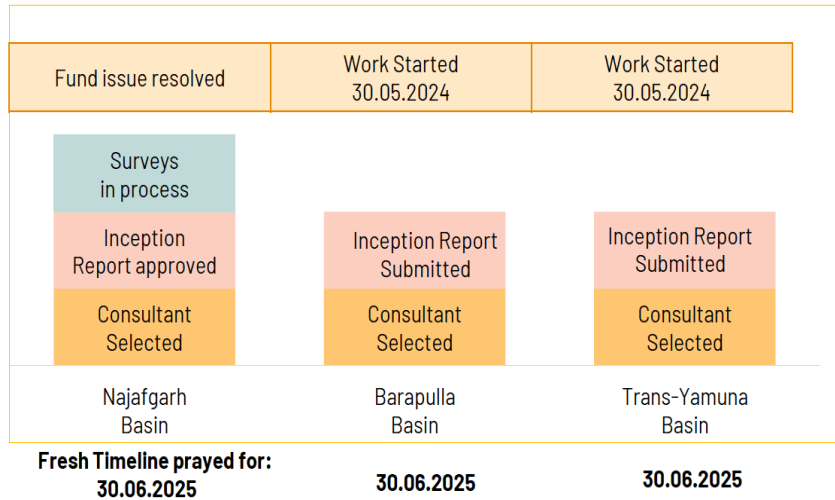 Fund issue resolved
Work Started
30.05.2024
Work Started
30.05.2024
Surveys
in process
Inception
Report approved
Inception Report
Submitted
Inception Report
Submitted
Consultant
Selected
Consultant
Selected
Consultant
Selected
Najafgarh
Basin
Barapulla
Basin
Trans-Yamuna
Basin
Fresh Timeline prayed for:
30.06.2025
30.06.2025
30.06.2025